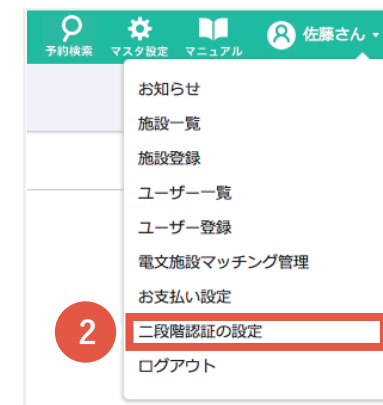 予約検索 マスタ設定 マニュアル 佐藤さん
お知らせ
施設一覧
施設登録
ユーザー一覧
ユーザー登録
電文施設マッチング管理
お支払い設定
2 二段階認証の設定
ログアウト